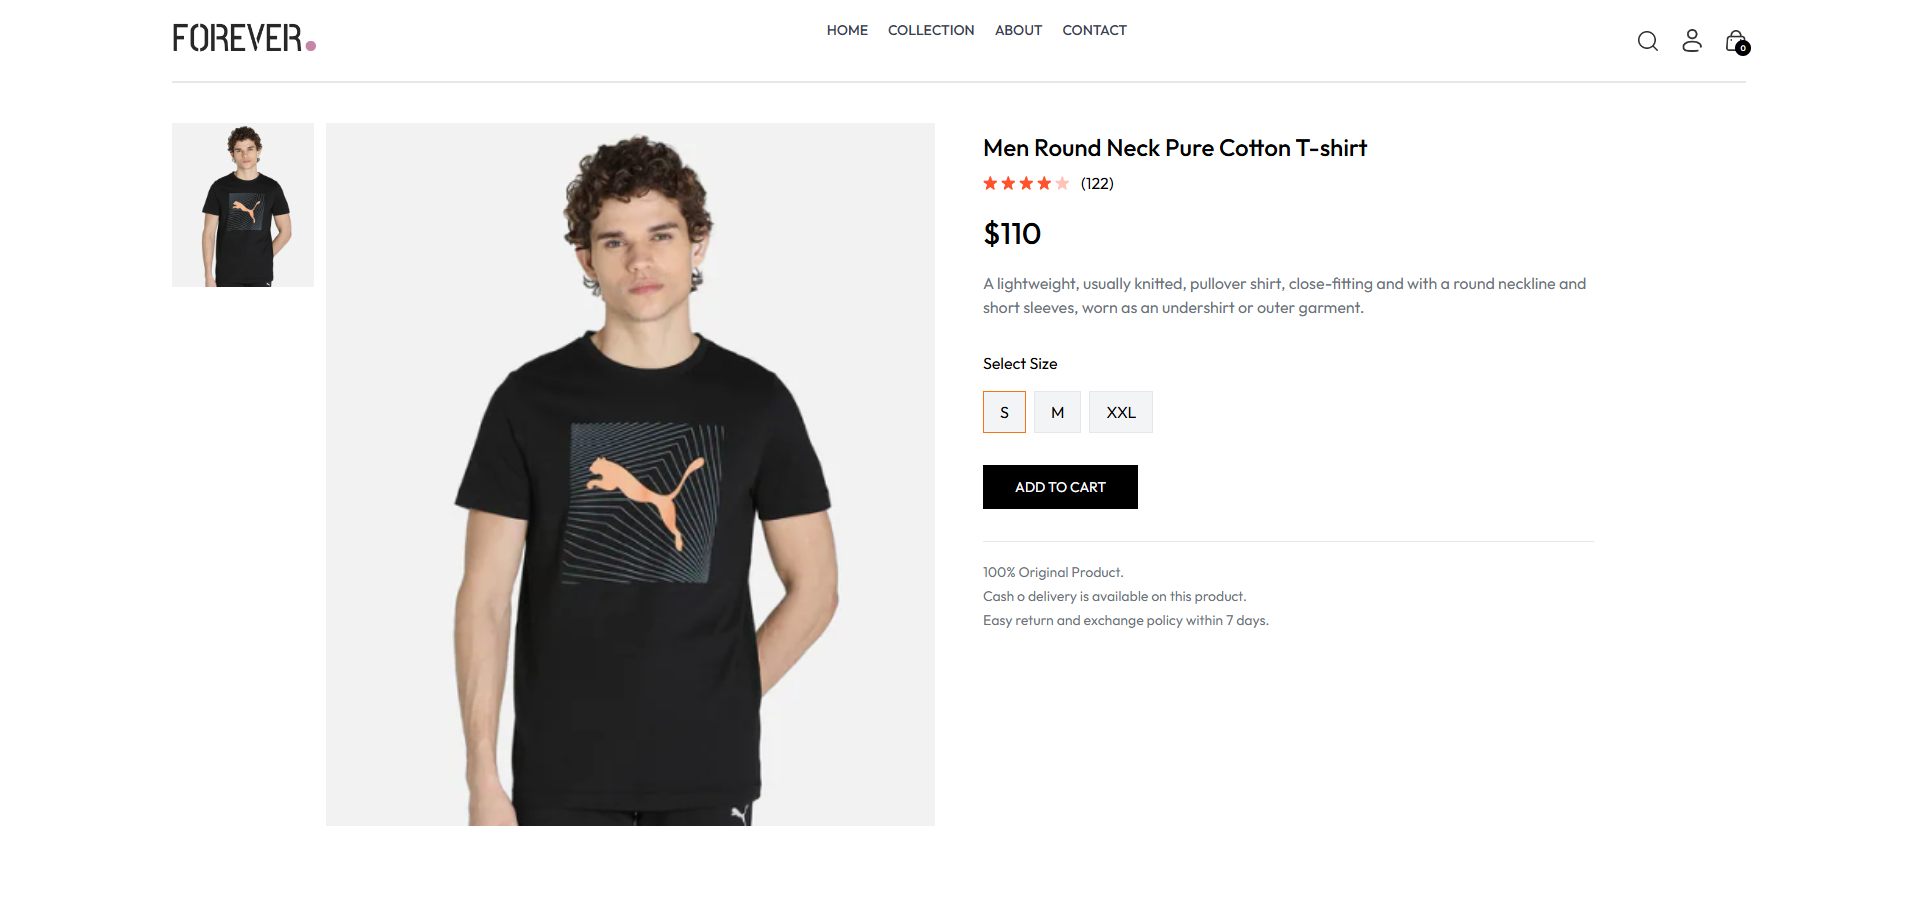 FOREVER.
HOME COLLECTION ABOUT CONTACT
0
Men Round Neck Pure Cotton T-shirt
(122)
$110
A lightweight, usually knitted, pullover shirt, close-fitting and with a round neckline and
short sleeves, worn as an undershirt or outer garment.
Select Size
S M XXL
ADD TO CART
100% Original Product.
Cash o delivery is available on this product.
Easy return and exchange policy within 7 days.